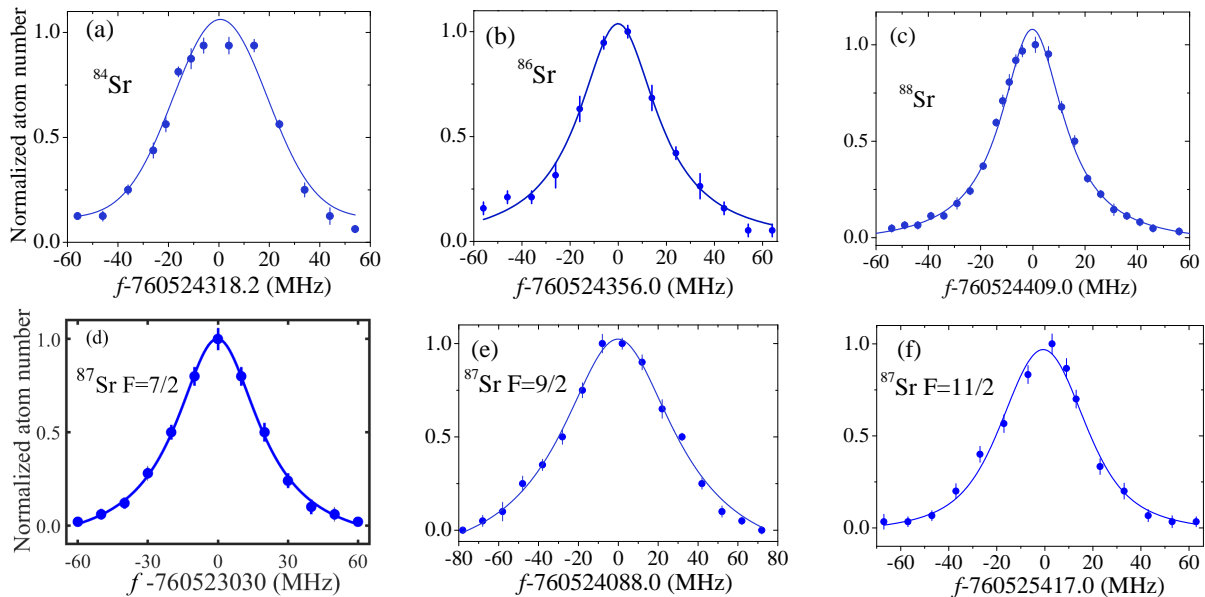 (a)
⁸⁴Sr
Normalized atom number
1.0
0.5
0.0
-60 -40 -20 0 20 40 60
f-760524318.2 (MHz)
(b)
⁸⁶Sr
1.0
0.5
0.0
-60 -40 -20 0 20 40 60
f-760524356.0 (MHz)
(c)
⁸⁸Sr
1.0
0.5
0.0
-60 -40 -20 0 20 40 60
f-760524409.0 (MHz)
(d)
⁸⁷Sr F=7/2
Normalized atom number
1.0
0.5
0.0
-60 -30 0 30 60
f -760523030 (MHz)
(e)
⁸⁷Sr F=9/2
1.0
0.5
0.0
-80 -60 -40 -20 0 20 40 60 80
f-760524088.0 (MHz)
(f)
⁸⁷Sr F=11/2
1.0
0.5
0.0
-60 -40 -20 0 20 40 60
f-760525417.0 (MHz)